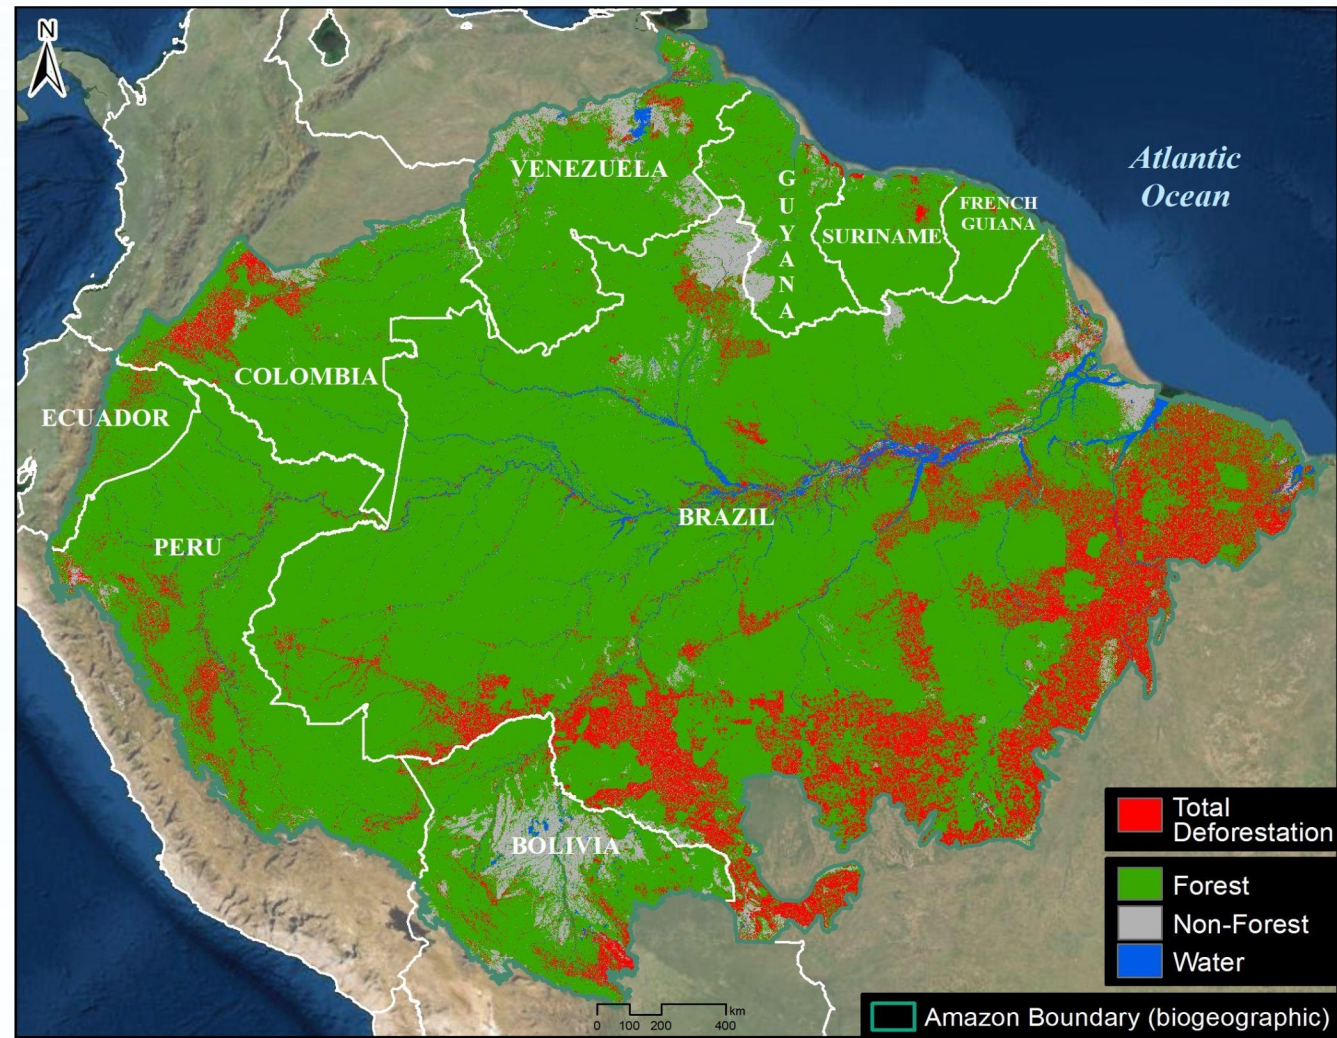 N
Atlantic
Ocean
VENEZUELA
GUYANA
FRENCH
GUIANA
SURINAME
COLOMBIA
ECUADOR
BRAZIL
PERU
BOLIVIA
Total
Deforestation
Forest
Non-Forest
Water
km
0 100 200 400
Amazon Boundary (biogeographic)